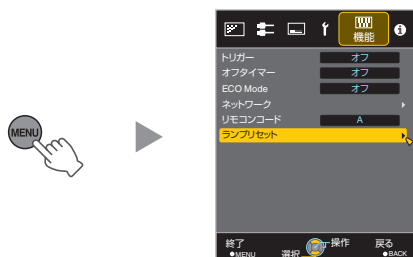 MENU
機能
トリガー オフ
オフタイマー オフ
ECO Mode オフ
ネットワーク
リモコンコード A
ランプリセット
終了 操作 戻る
●MENU 選択 ●BACK